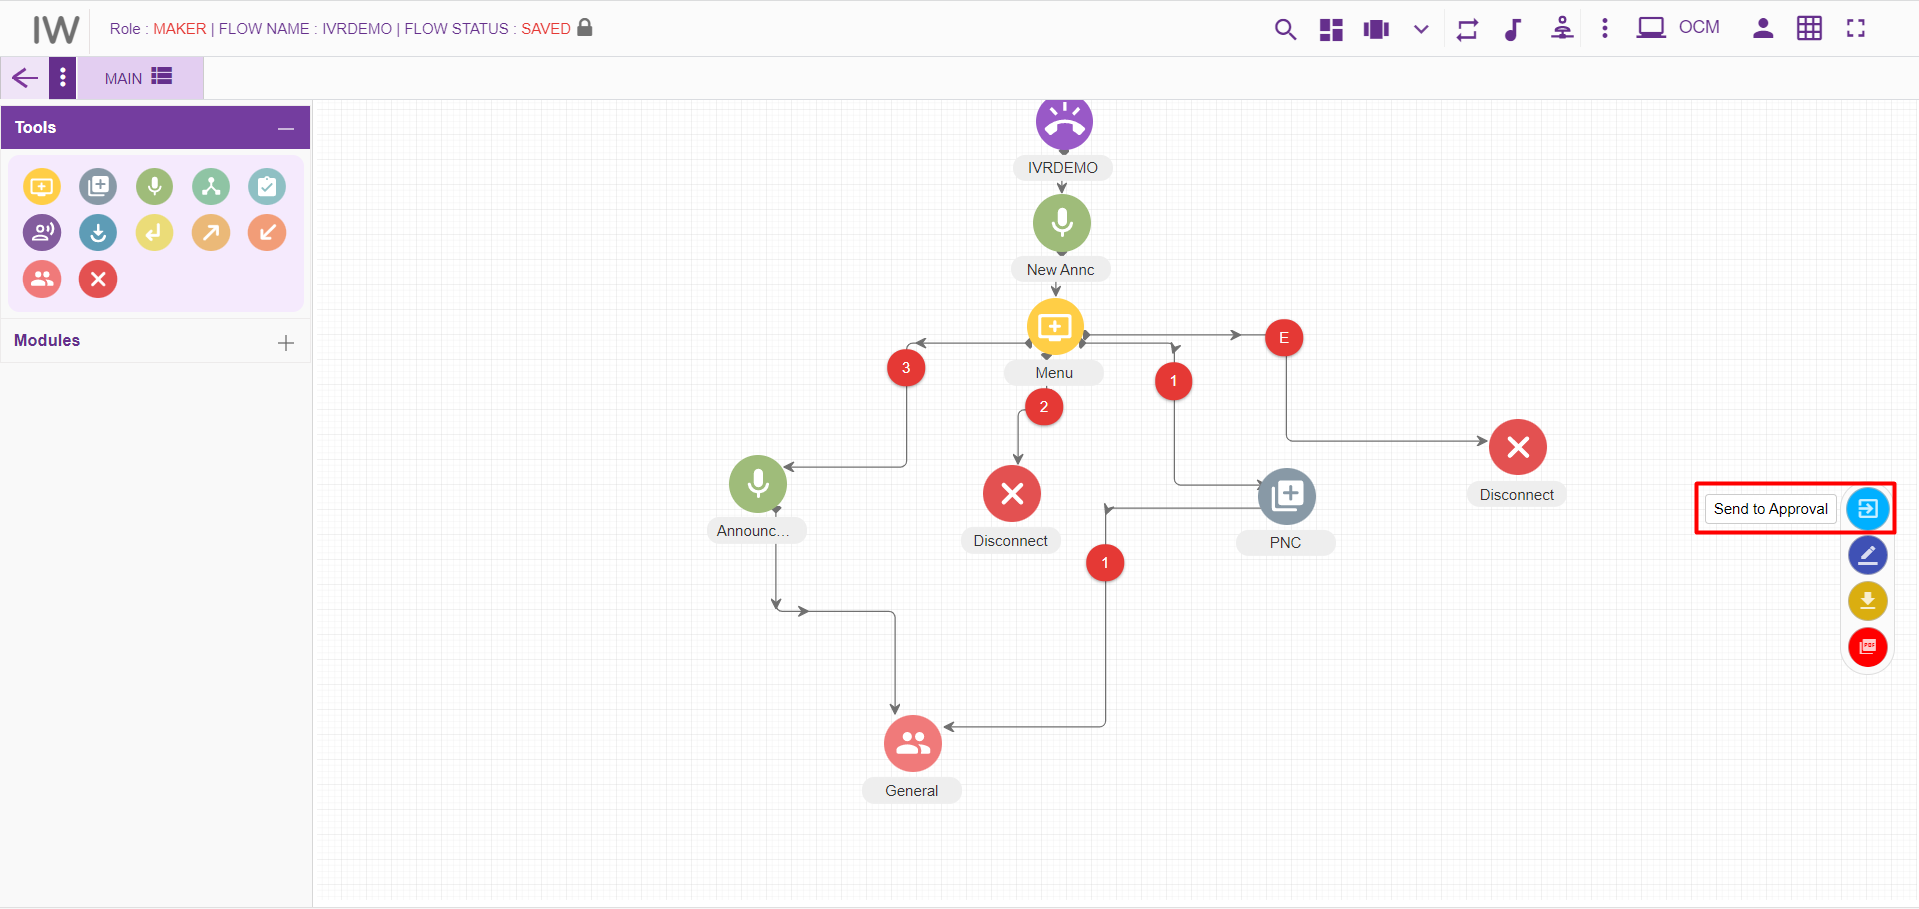 IW
Role : MAKER | FLOW NAME : IVRDEMO | FLOW STATUS : SAVED
OCM
MAIN
Tools
Modules
IVRDEMO
New Annc
Menu
E
3
1
2
Announc...
Disconnect
PNC
Disconnect
1
General
Send to Approval
PDF